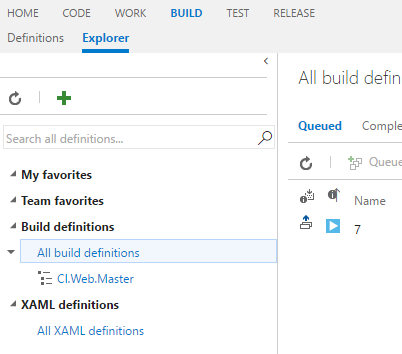 HOME CODE WORK BUILD TEST RELEASE
Definitions Explorer
Search all definitions...
My favorites
Team favorites
Build definitions
All build definitions
CI.Web.Master
XAML definitions
All XAML definitions
All build defin
Queued Comple
Queue
Name
7